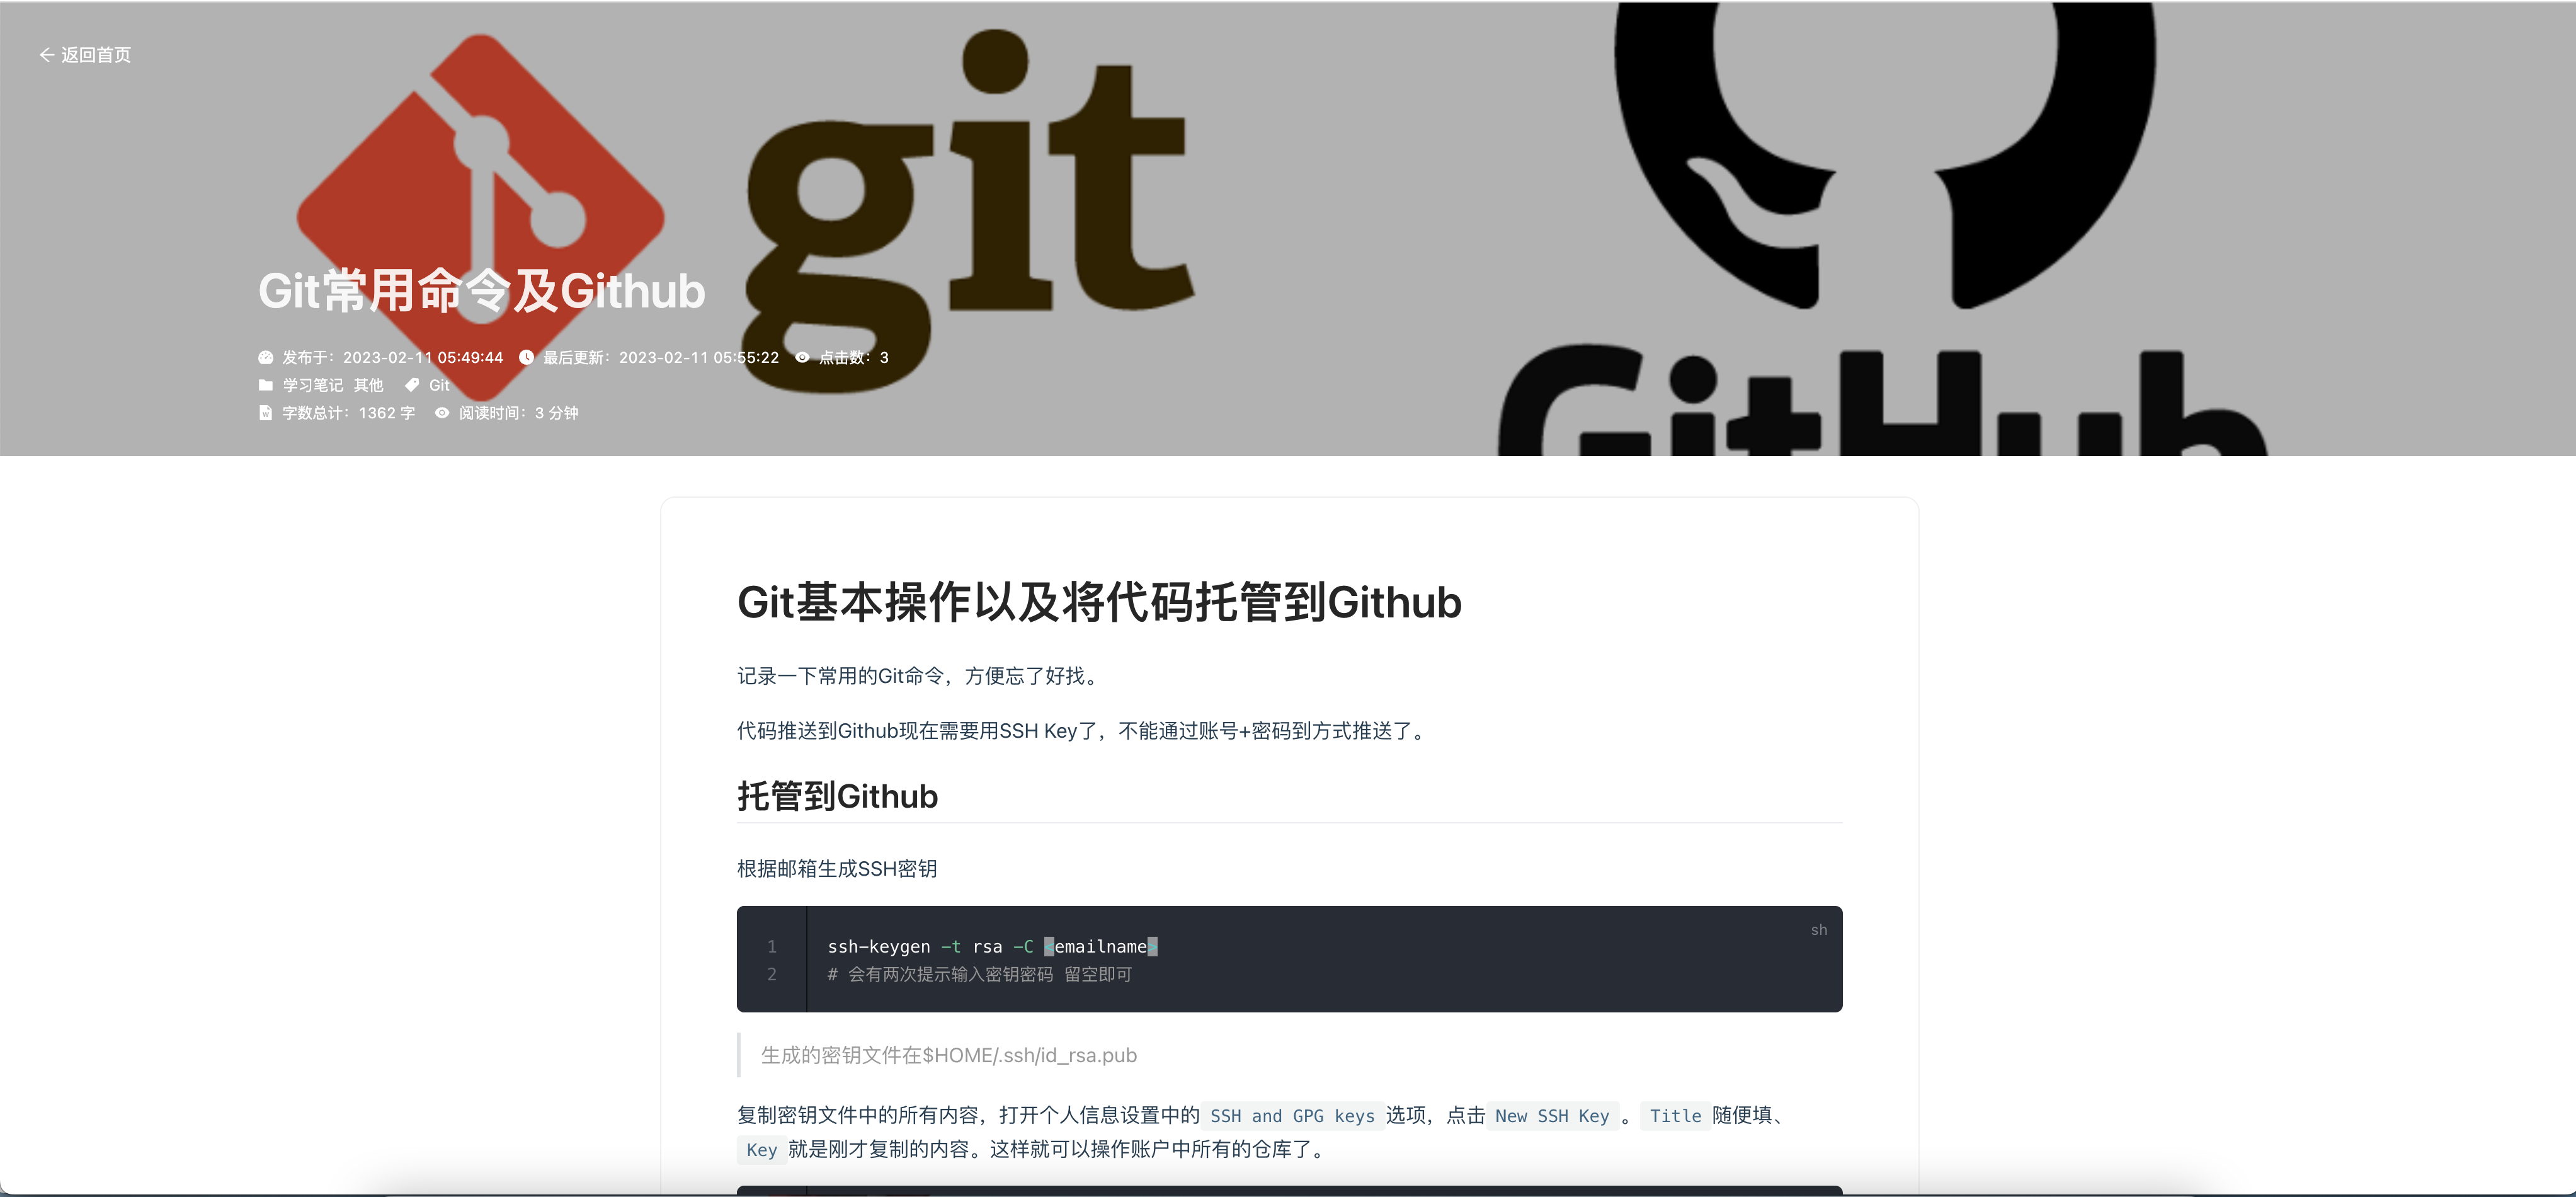 ← 返回首页
git
GitHub
Git常用命令及Github
发布于：2023-02-11 05:49:44 最后更新：2023-02-11 05:55:22 点击数：3
学习笔记 其他 Git
字数总计：1362 字 阅读时间：3 分钟
Git基本操作以及将代码托管到Github
记录一下常用的Git命令，方便忘了好找。
代码推送到Github现在需要用SSH Key了，不能通过账号+密码到方式推送了。
托管到Github
根据邮箱生成SSH密钥
sh
1 ssh-keygen -t rsa -C <emailname>
2 # 会有两次提示输入密钥密码 留空即可
生成的密钥文件在$HOME/.ssh/id_rsa.pub
复制密钥文件中的所有内容，打开个人信息设置中的 SSH and GPG keys 选项，点击 New SSH Key 。 Title 随便填、
Key 就是刚才复制的内容。这样就可以操作账户中所有的仓库了。